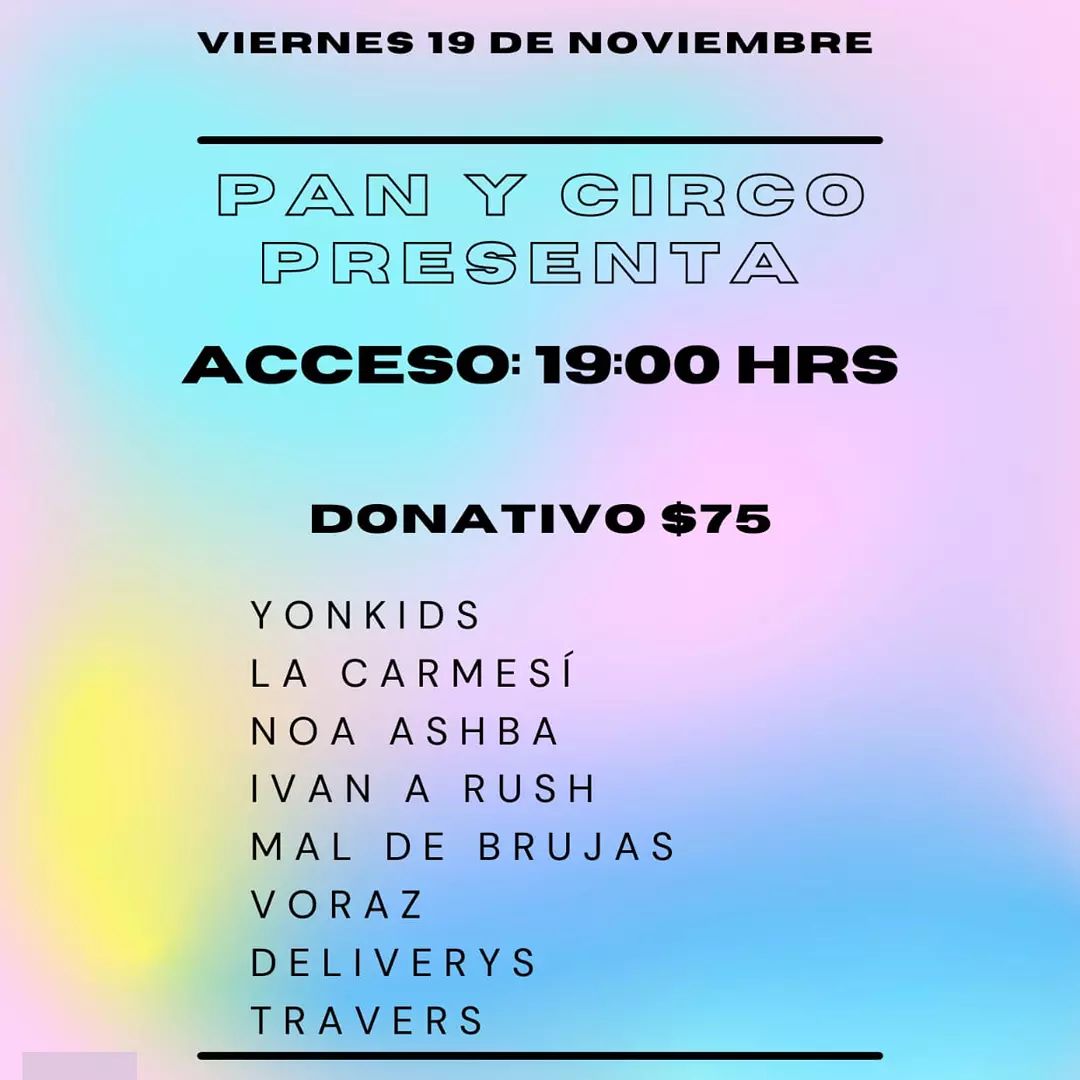 VIERNES 19 DE NOVIEMBRE
PAN Y CIRCO
PRESENTA
ACCESO: 19:00 HRS
DONATIVO $75
YONKIDS
LA CARMESÍ
NOA ASHBA
IVAN A RUSH
MAL DE BRUJAS
VORAZ
DELIVERYS
TRAVERS